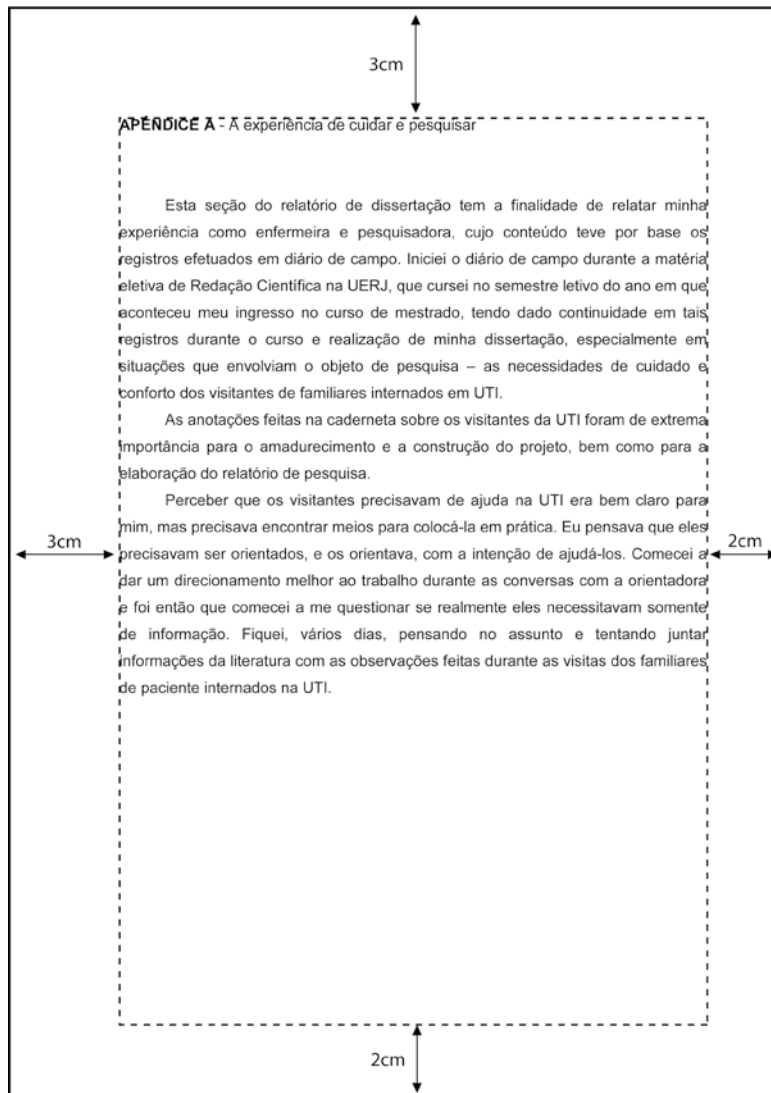 3cm
APÊNDICE A - A experiência de cuidar e pesquisar
Esta seção do relatório de dissertação tem a finalidade de relatar minha
experiência como enfermeira e pesquisadora, cujo conteúdo teve por base os
registros efetuados em diário de campo. Iniciei o diário de campo durante a matéria
eletiva de Redação Científica na UERJ, que cursei no semestre letivo do ano em que
aconteceu meu ingresso no curso de mestrado, tendo dado continuidade em tais
registros durante o curso e realização de minha dissertação, especialmente em
situações que envolviam o objeto de pesquisa – as necessidades de cuidado e
conforto dos visitantes de familiares internados em UTI.
As anotações feitas na caderneta sobre os visitantes da UTI foram de extrema
importância para o amadurecimento e a construção do projeto, bem como para a
elaboração do relatório de pesquisa.
Perceber que os visitantes precisavam de ajuda na UTI era bem claro para
mim, mas precisava encontrar meios para colocá-la em prática. Eu pensava que eles
3cm
precisavam ser orientados, e os orientava, com a intenção de ajudá-los. Comecei a
2cm
dar um direcionamento melhor ao trabalho durante as conversas com a orientadora
e foi então que comecei a me questionar se realmente eles necessitavam somente
de informação. Fiquei, vários dias, pensando no assunto e tentando juntar
informações da literatura com as observações feitas durante as visitas dos familiares
de paciente internados na UTI.
2cm